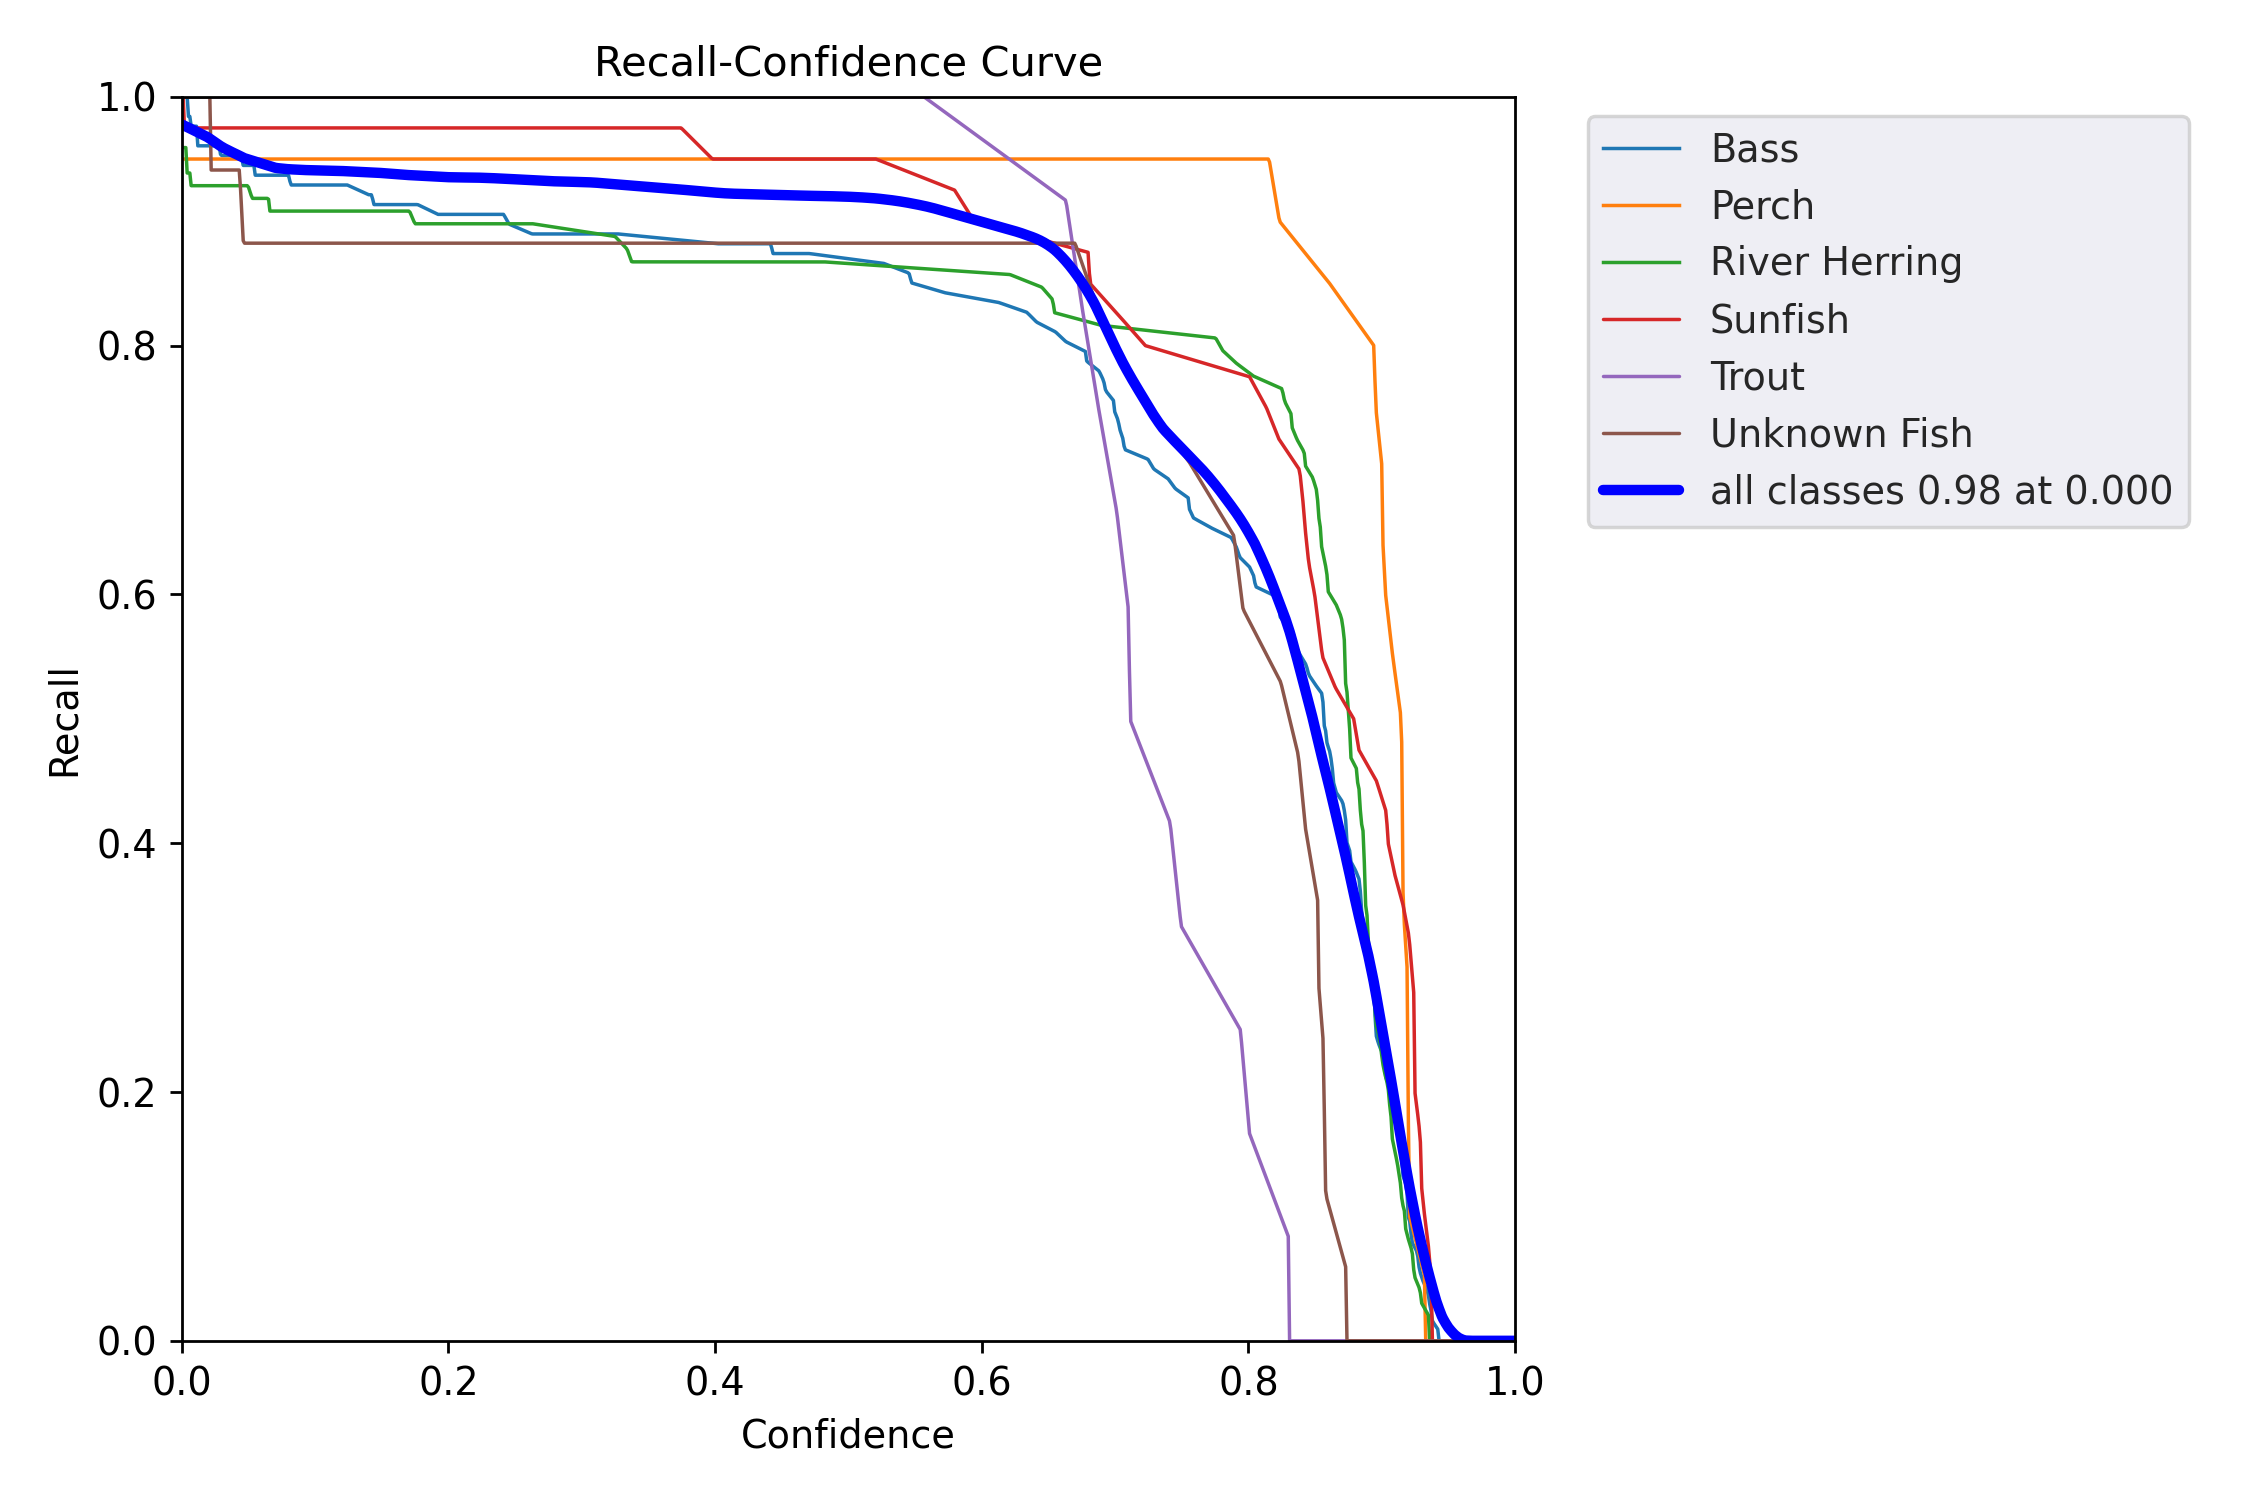 Recall-Confidence Curve
1.0
0.8
0.6
0.4
0.2
0.0
Recall
0.0 0.2 0.4 0.6 0.8 1.0
Confidence
Bass
Perch
River Herring
Sunfish
Trout
Unknown Fish
all classes 0.98 at 0.000